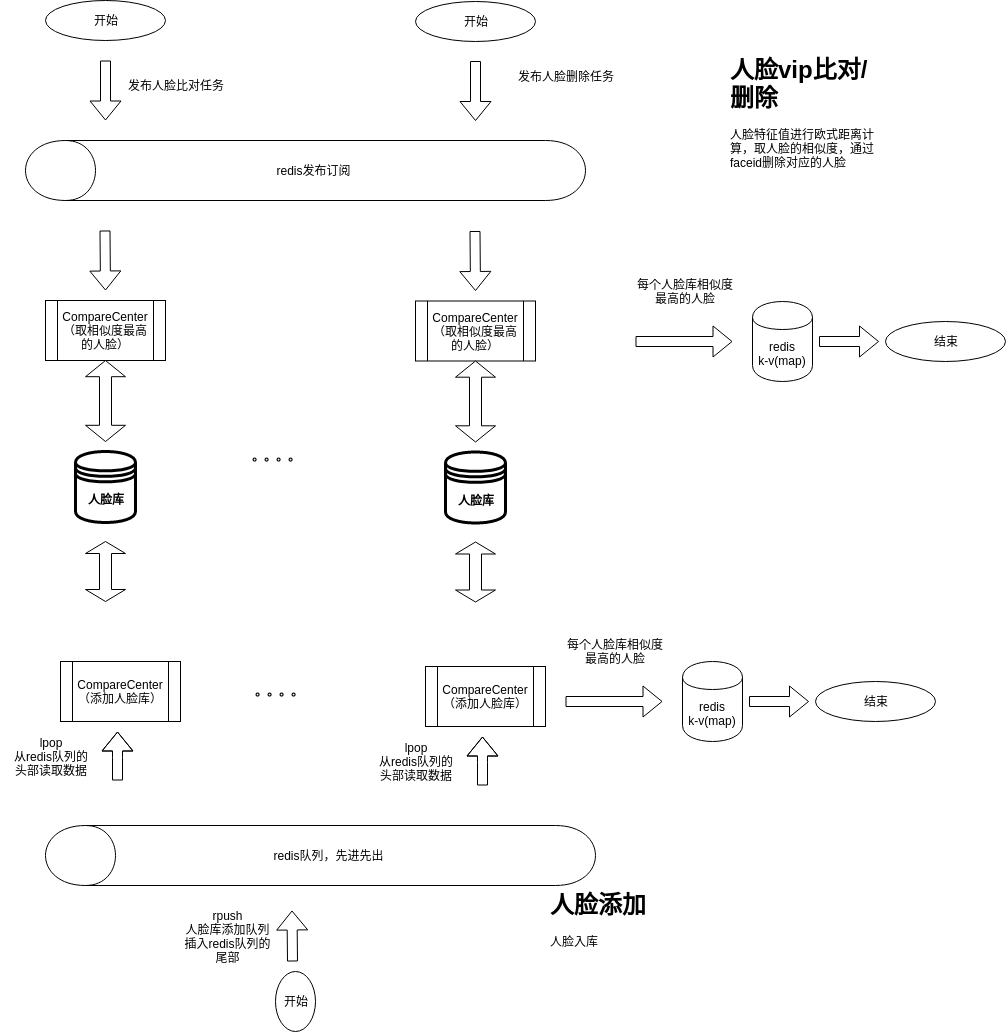 开始
开始
发布人脸比对任务
发布人脸删除任务
人脸vip比对/
删除
人脸特征值进行欧式距离计
算，取人脸的相似度，通过
faceid删除对应的人脸
redis发布订阅
CompareCenter
（取相似度最高
的人脸）
CompareCenter
（取相似度最高
的人脸）
每个人脸库相似度
最高的人脸
redis
k-v(map)
结束
人脸库
人脸库
CompareCenter
（添加人脸库）
CompareCenter
（添加人脸库）
每个人脸库相似度
最高的人脸
redis
k-v(map)
结束
lpop
从redis队列的
头部读取数据
lpop
从redis队列的
头部读取数据
redis队列，先进先出
人脸添加
人脸入库
rpush
人脸库添加队列
插入redis队列的
尾部
开始